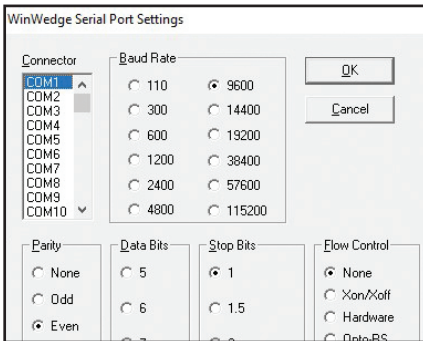 WinWedge Serial Port Settings
Connector
COM1
COM2
COM3
COM4
COM5
COM6
COM7
COM8
COM9
COM10
Baud Rate
110
300
600
1200
2400
4800
9600
14400
19200
38400
57600
115200
OK
Cancel
Parity
None
Odd
Even
Data Bits
5
6
Stop Bits
1
1.5
Flow Control
None
Xon/Xoff
Hardware
Opto-RS